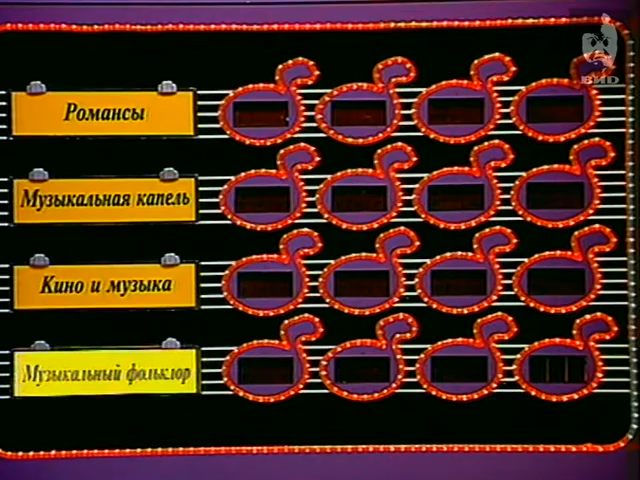 ВИD
Романсы
Музыкальная капель
Кино и музыка
Музыкальный фольклор